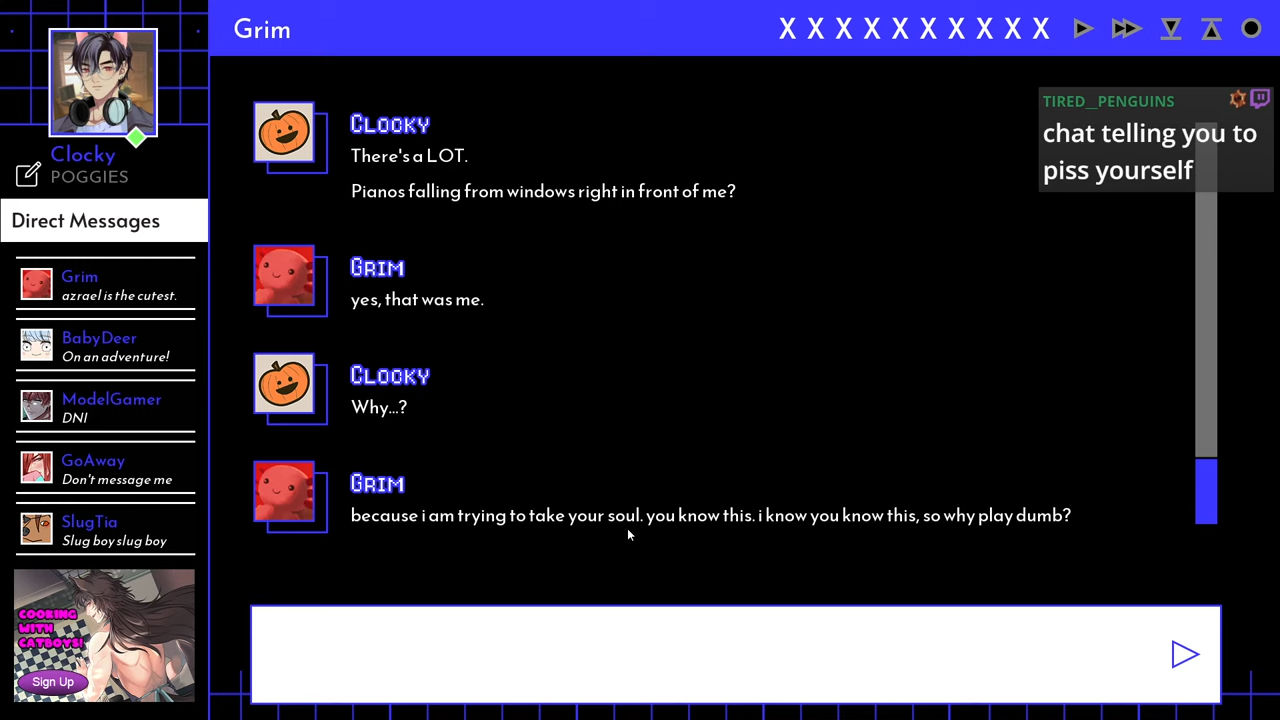 Grim
X X X X X X X X X X
Clocky
POGGIES
Direct Messages
Grim
azrael is the cutest.
BabyDeer
On an adventure!
ModelGamer
DNI
GoAway
Don't message me
SlugTia
Slug boy slug boy
COOKING
WITH
CATBOYS!
Sign Up
Clocky
There's a LOT.
Pianos falling from windows right in front of me?
Grim
yes, that was me.
Clocky
Why...?
Grim
because i am trying to take your soul. you know this. i know you know this, so why play dumb?
TIRED_PENGUINS
chat telling you to
piss yourself